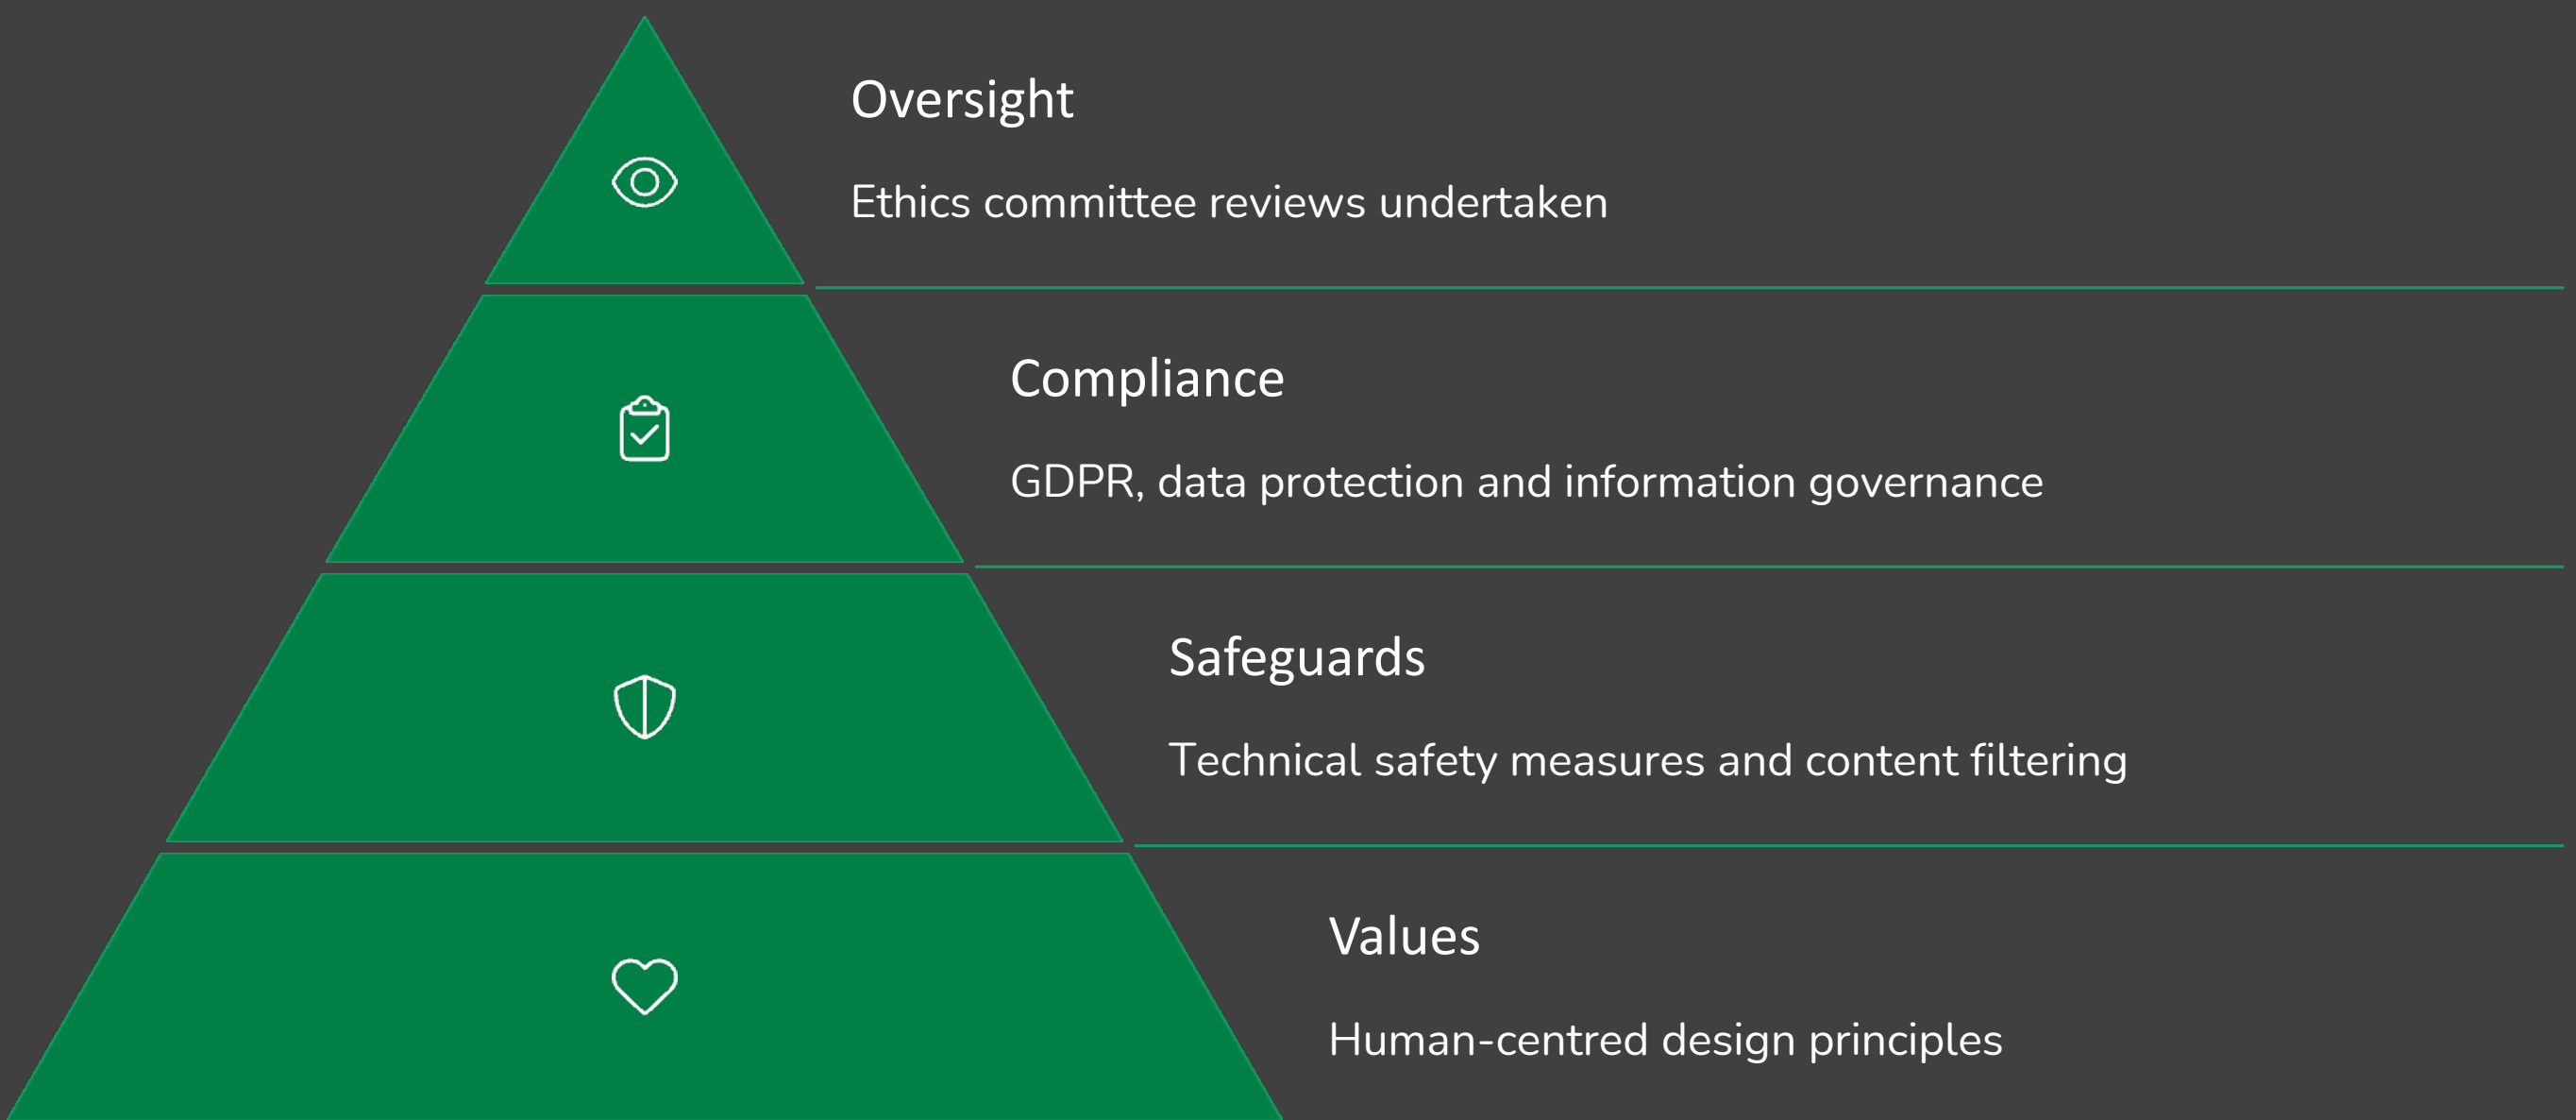 Oversight
Ethics committee reviews undertaken
Compliance
GDPR, data protection and information governance
Safeguards
Technical safety measures and content filtering
Values
Human-centred design principles